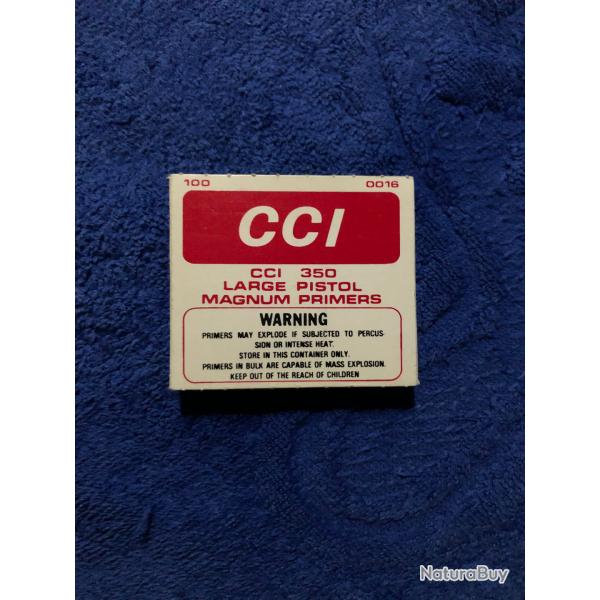 100 0016
CCI
CCI 350
LARGE PISTOL
MAGNUM PRIMERS
WARNING
PRIMERS MAY EXPLODE IF SUBJECTED TO PERCUS-
SION OR INTENSE HEAT.
STORE IN THIS CONTAINER ONLY.
PRIMERS IN BULK ARE CAPABLE OF MASS EXPLOSION.
KEEP OUT OF THE REACH OF CHILDREN
NaturaBuy